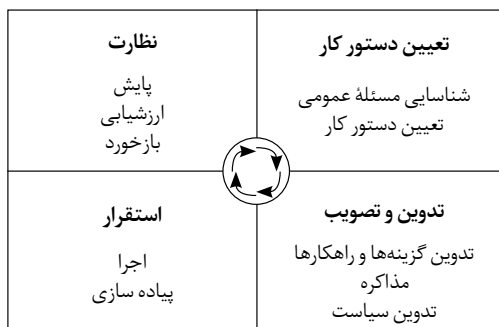 تعیین دستور کار
شناسایی مسئلۀ عمومی
تعیین دستور کار
نظارت
پایش
ارزشیابی
بازخورد
تدوین و تصویب
تدوین گزینه‌ها و راهکارها
مذاکره
تدوین سیاست
استقرار
اجرا
پیاده سازی